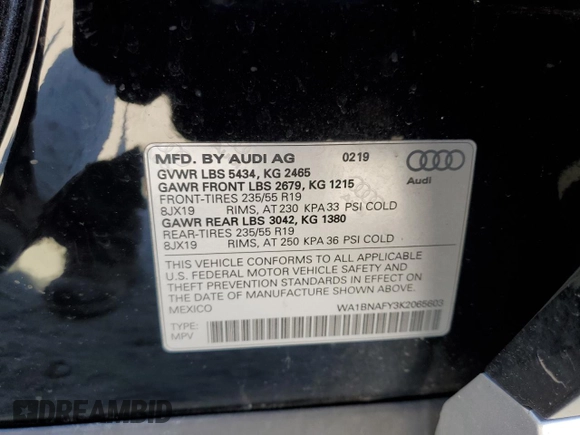 MFD. BY AUDI AG 0219
GVWR LBS 5434, KG 2465
GAWR FRONT LBS 2679, KG 1215
FRONT-TIRES 235/55 R19
8JX19 RIMS, AT 230 KPA 33 PSI COLD
GAWR REAR LBS 3042, KG 1380
REAR-TIRES 235/55 R19
8JX19 RIMS, AT 250 KPA 36 PSI COLD
Audi
THIS VEHICLE CONFORMS TO ALL APPLICABLE
U.S. FEDERAL MOTOR VEHICLE SAFETY AND
THEFT PREVENTION STANDARDS IN EFFECT ON
THE DATE OF MANUFACTURE SHOWN ABOVE.
MEXICO WA1BNAFY3K2065603
TYPE:
MPV
DREAMBID